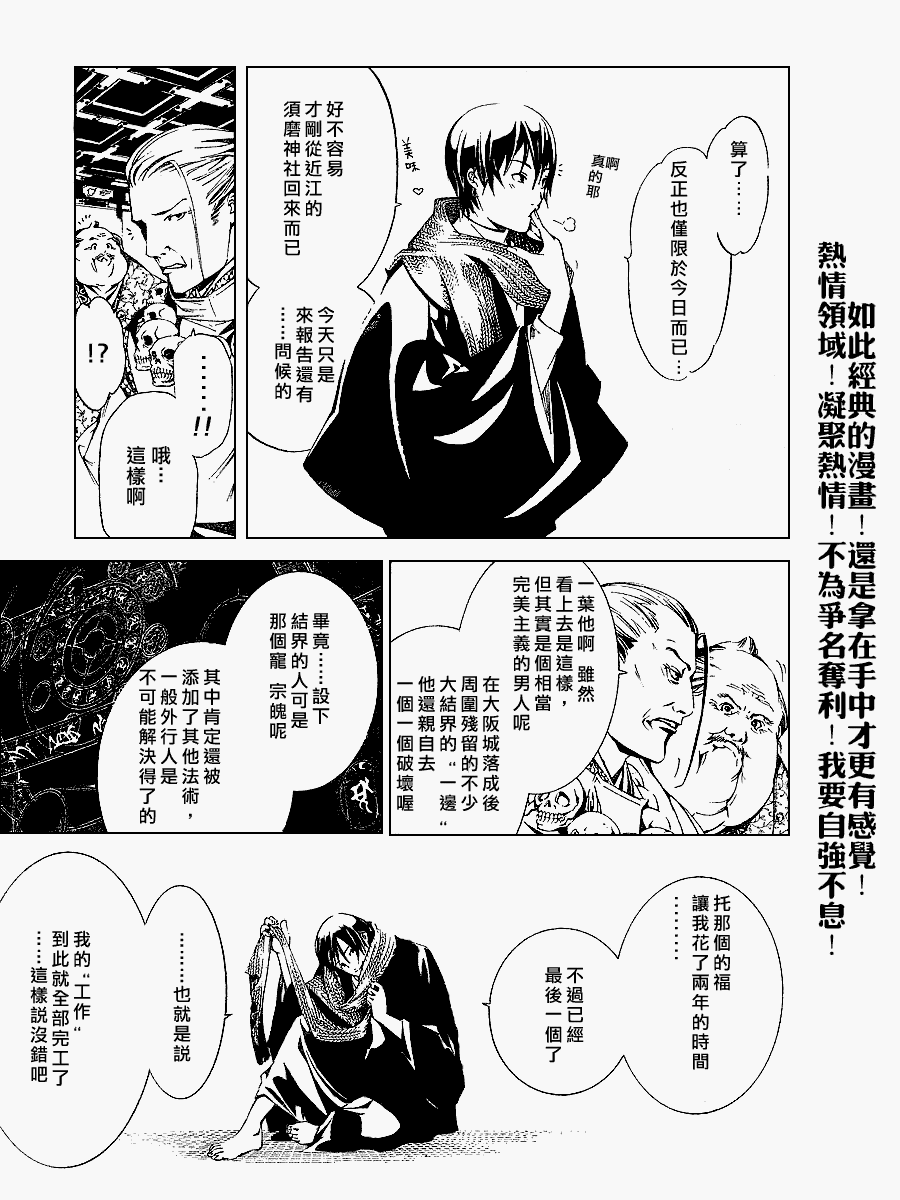 如此經典的漫畫！還是拿在手中才更有感覺！
熱情領域！凝聚熱情！不為爭名奪利！我要自強不息！
算了……
反正也僅限於今日而已…
啊
真的耶
美味♡
好不容易
才剛從近江的
須磨神社回來而已
今天只是
來報告還有
……問候的
……!!
!?
哦…
這樣啊
一葉他啊 雖然
看上去是這樣，
但其實是個相當
完美主義的男人呢
在大阪城落成後
周圍殘留的不少
大結界的“一邊“
他還親自去
一個一個破壞喔
畢竟……設下
結界的人可是
那個寵 宗魄呢
其中肯定還被
添加了其他法術，
一般外行人是
不可能解決得了的
托那個的福
讓我花了兩年的時間
………
不過已經
最後一個了
………也就是說
我的“工作“
到此就全部完工了
……這樣說沒錯吧